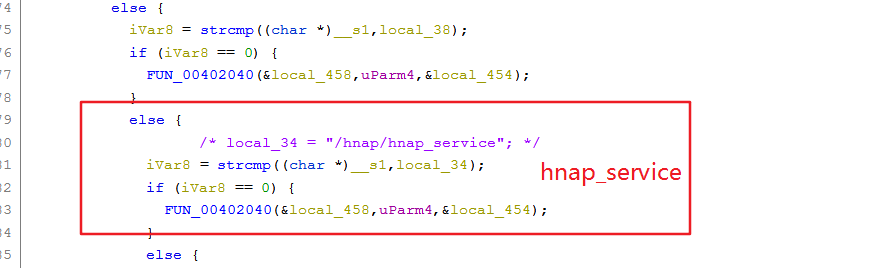 74 else {
75 iVar8 = strcmp((char *)__s1,local_38);
76 if (iVar8 == 0) {
77 FUN_00402040(&local_458,uParm4,&local_454);
78 }
79 else {
80 /* local_34 = "/hnap/hnap_service"; */
81 iVar8 = strcmp((char *)__s1,local_34);
hnap_service
82 if (iVar8 == 0) {
83 FUN_00402040(&local_458,uParm4,&local_454);
84 }
85 else {